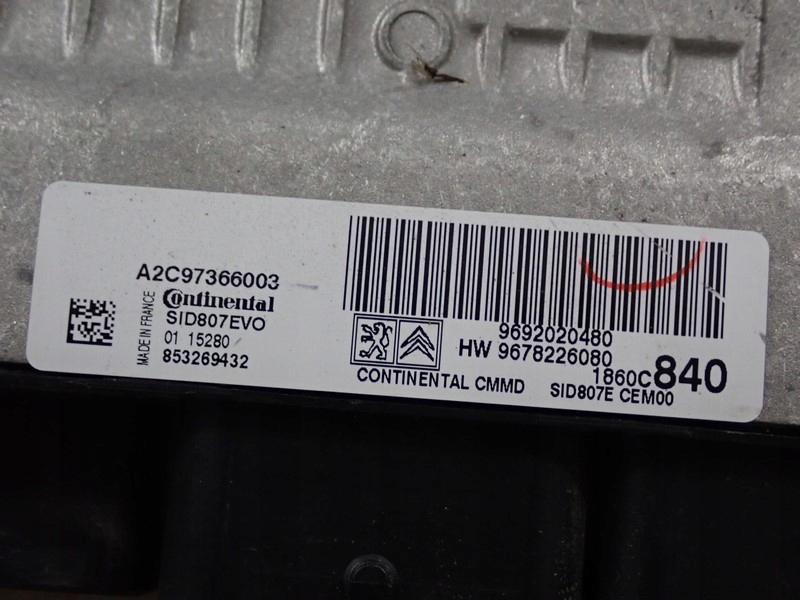 A2C97366003
Continental
SID807EVO
01 15280
853269432
MADE IN FRANCE
9692020480
HW 9678226080
1860C840
CONTINENTAL CMMD
SID807E CEM00